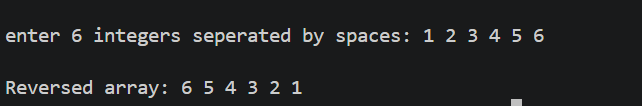 enter 6 integers seperated by spaces: 1 2 3 4 5 6
Reversed array: 6 5 4 3 2 1